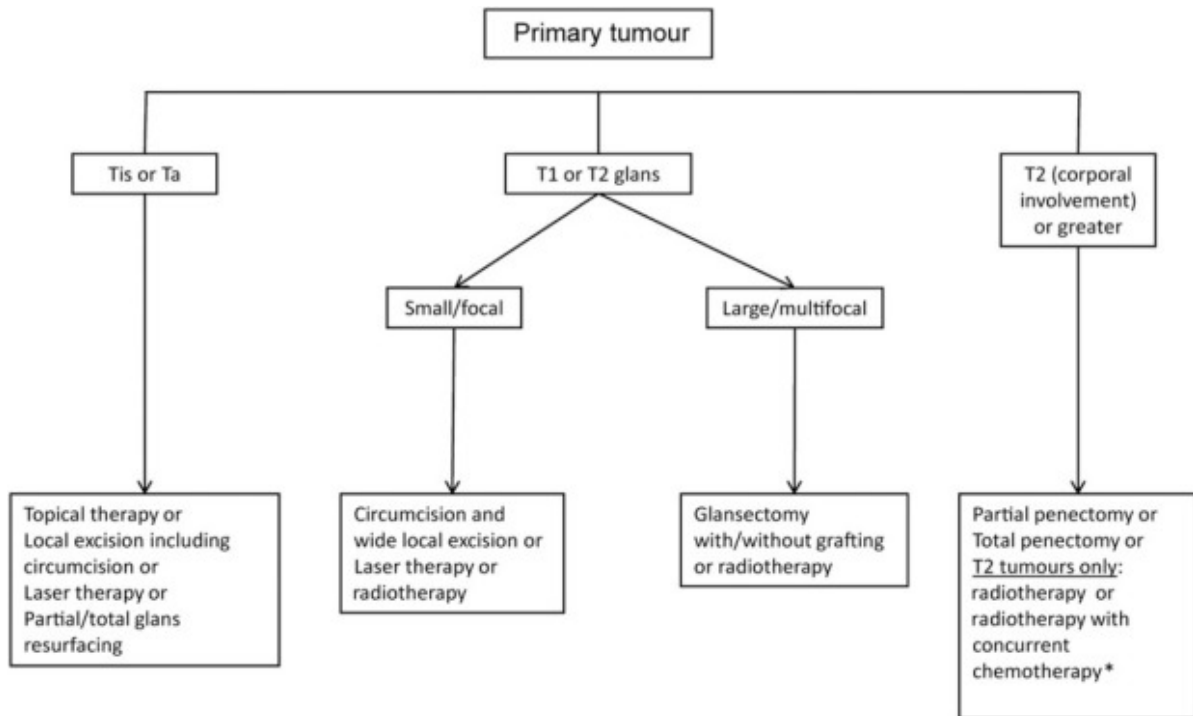 Primary tumour
Tis or Ta
T1 or T2 glans
T2 (corporal
involvement)
or greater
Small/focal
Large/multifocal
Topical therapy or
Local excision including
circumcision or
Laser therapy or
Partial/total glans
resurfacing
Circumcision and
wide local excision or
Laser therapy or
radiotherapy
Glansectomy
with/without grafting
or radiotherapy
Partial penectomy or
Total penectomy or
T2 tumours only:
radiotherapy or
radiotherapy with
concurrent
chemotherapy*